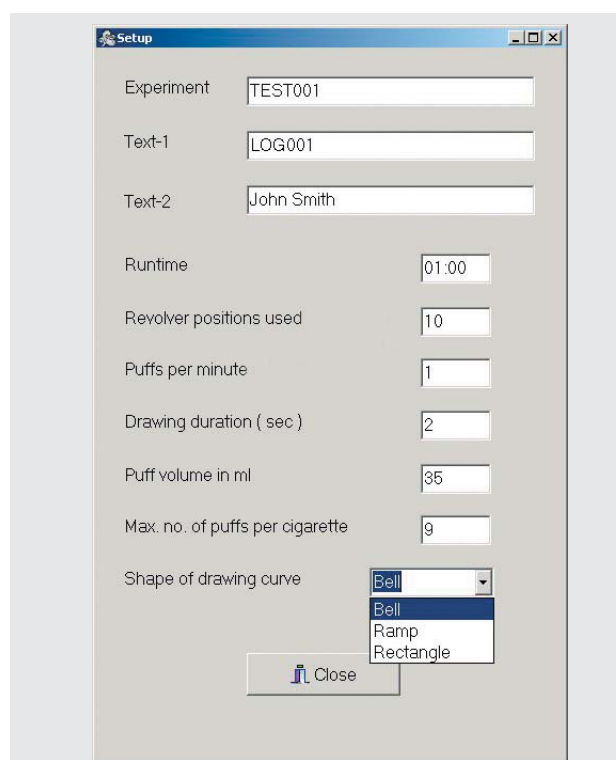 Setup
Experiment TEST001
Text-1 LOG001
Text-2 John Smith
Runtime 01:00
Revolver positions used 10
Puffs per minute 1
Drawing duration ( sec ) 2
Puff volume in ml 35
Max. no. of puffs per cigarette 9
Shape of drawing curve Bell
Bell
Ramp
Rectangle
Close